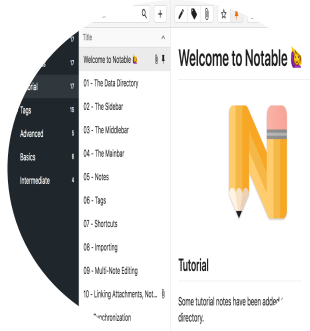 17
17
17
Tags 15
Advanced 5
Basics 8
Intermediate 4
Title
Welcome to Notable
01 - The Data Directory
02 - The Sidebar
03 - The Middlebar
04 - The Mainbar
05 - Notes
06 - Tags
07 - Shortcuts
08 - Importing
09 - Multi-Note Editing
10 - Linking Attachments, Not...
Welcome to Notable
Tutorial
Some tutorial notes have been added
directory.